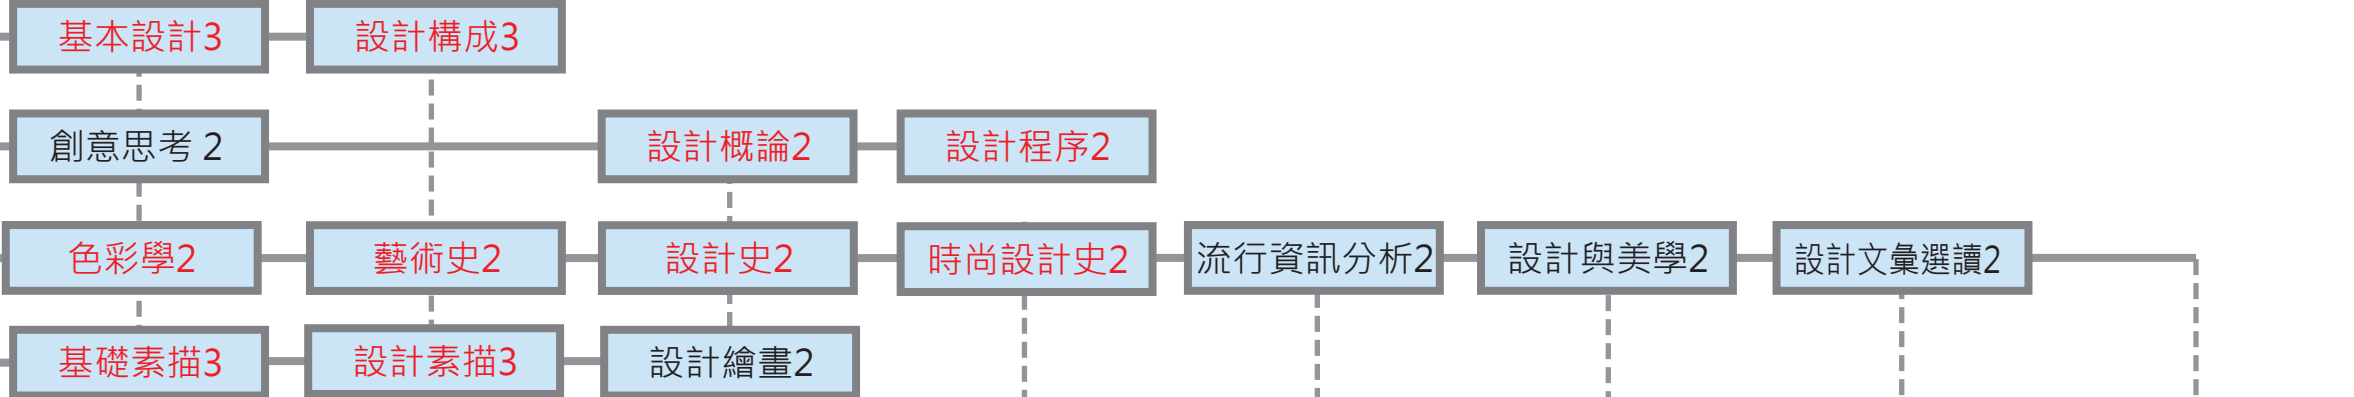 基本設計3
設計構成3
創意思考 2
設計概論2
設計程序2
色彩學2
藝術史2
設計史2
時尚設計史2
流行資訊分析2
設計與美學2
設計文彙選讀2
基礎素描3
設計素描3
設計繪畫2